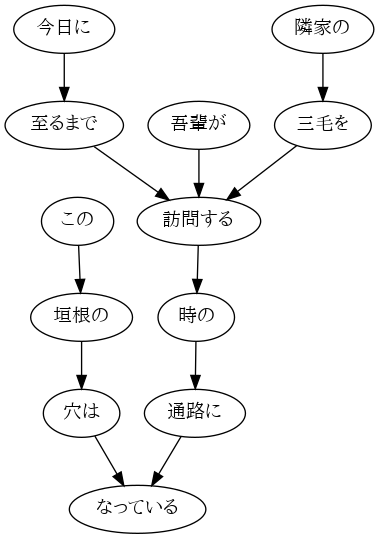 今日に
隣家の
至るまで
吾輩が
三毛を
この
訪問する
垣根の
時の
穴は
通路に
なっている